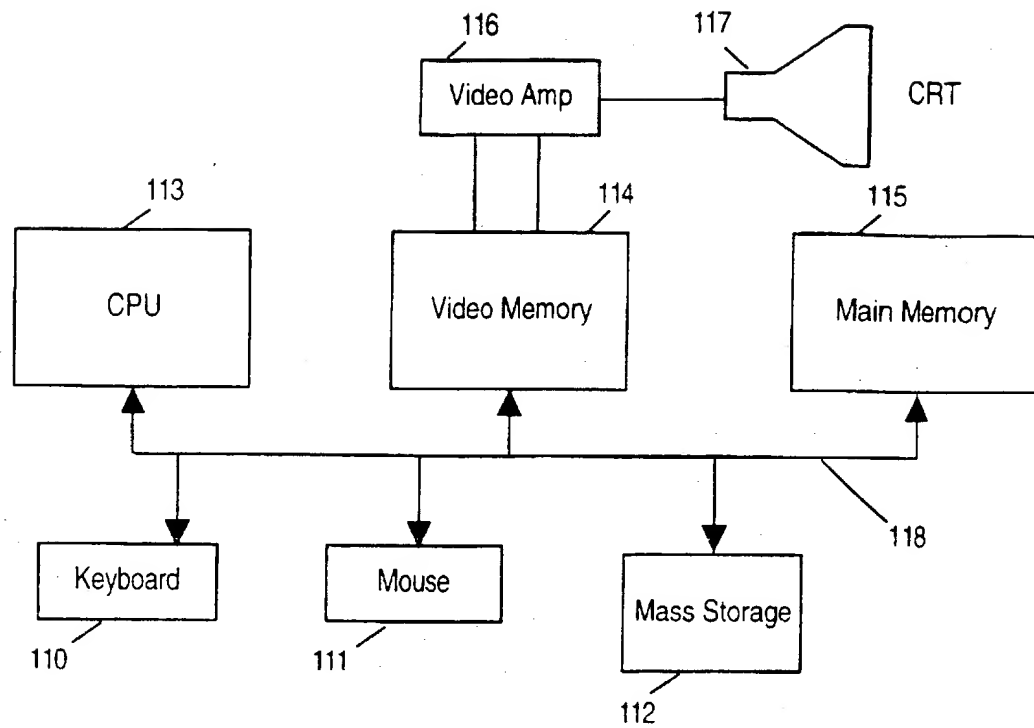 116
117
Video Amp
CRT
113
114
115
CPU
Video Memory
Main Memory
118
Keyboard
Mouse
Mass Storage
110
111
112